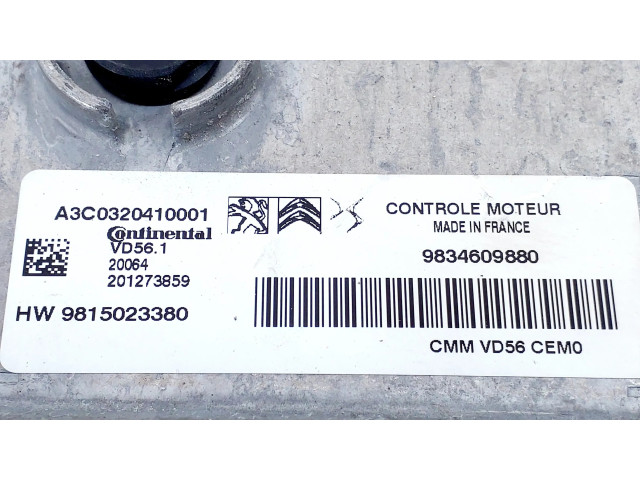 A3C0320410001
Continental
VD56.1
20064
201273859
HW 9815023380
CONTROLE MOTEUR
MADE IN FRANCE
9834609880
CMM VD56 CEM0